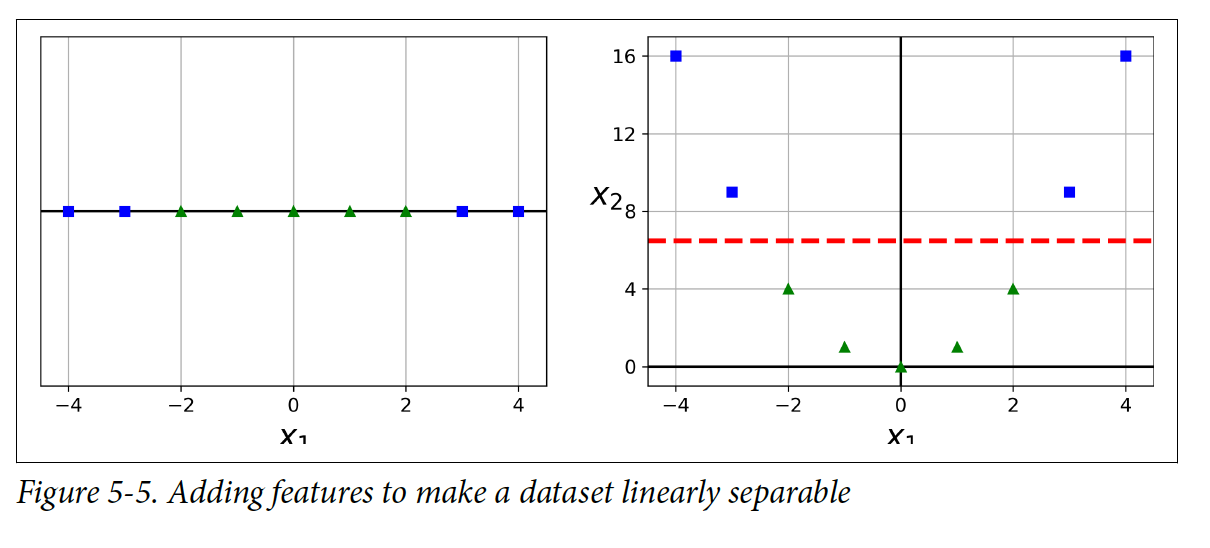 −4 −2 0 2 4
x₁
16
12
x₂
8
4
0
−4 −2 0 2 4
x₁
Figure 5-5. Adding features to make a dataset linearly separable